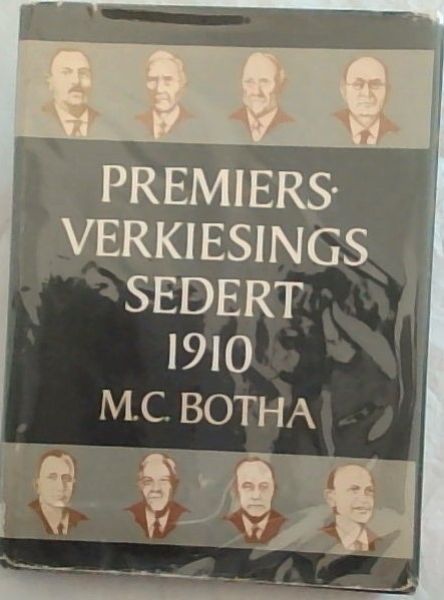 PREMIERS-
VERKIESINGS
SEDERT
1910
M.C. BOTHA